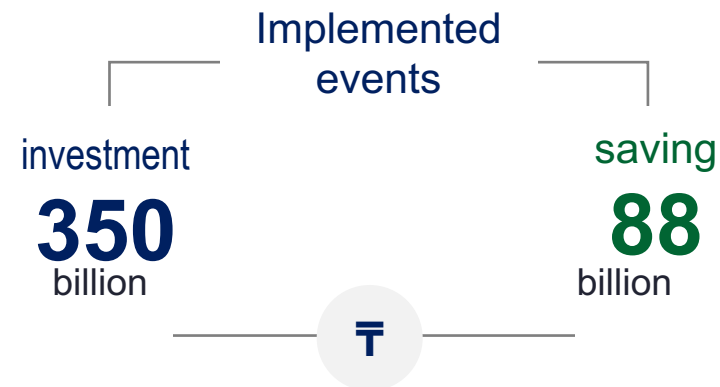 Implemented
events
investment
saving
350
88
billion
billion
₸